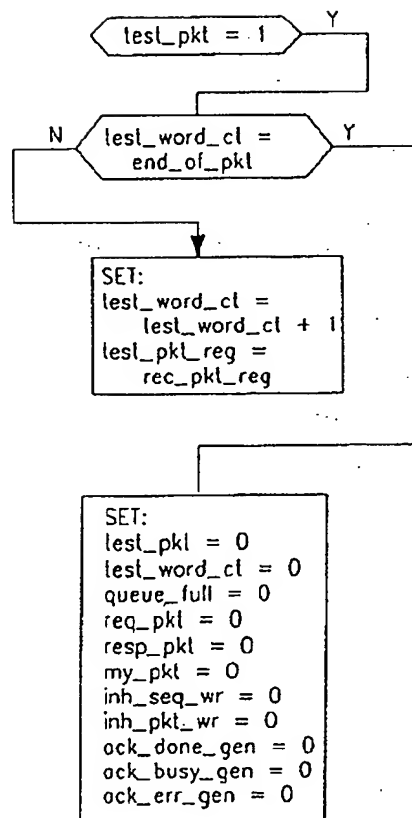 Y
test_pkt = 1
N
test_word_ct =
Y
end_of_pkt
SET:
test_word_ct =
test_word_ct + 1
test_pkt_reg =
rec_pkt_reg
SET:
test_pkt = 0
test_word_ct = 0
queue_full = 0
req_pkt = 0
resp_pkt = 0
my_pkt = 0
inh_seq_wr = 0
inh_pkt_wr = 0
ack_done_gen = 0
ack_busy_gen = 0
ack_err_gen = 0